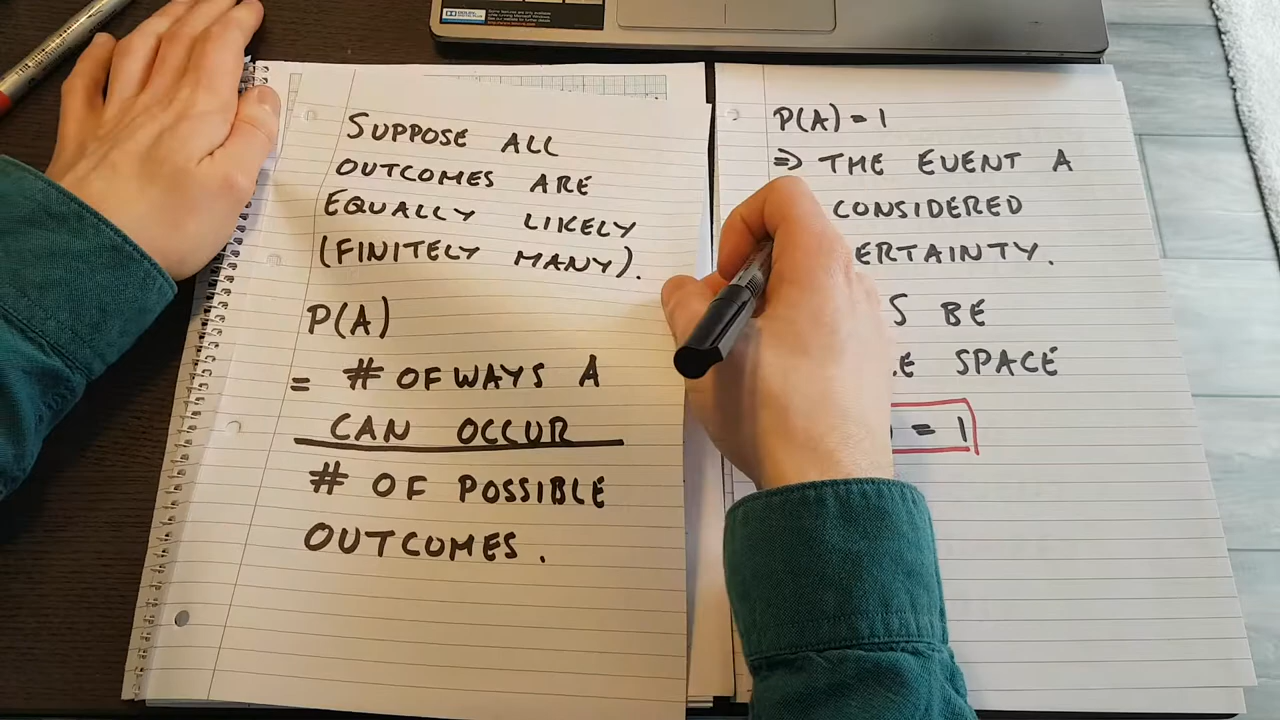 SUPPOSE ALL
OUTCOMES ARE
EQUALLY LIKELY
(FINITELY MANY).
P(A)
= # OF WAYS A
CAN OCCUR
# OF POSSIBLE
OUTCOMES.
P(A) = 1
⇒ THE EVENT A
CONSIDERED
ERTAINTY.
S BE
E SPACE
= 1